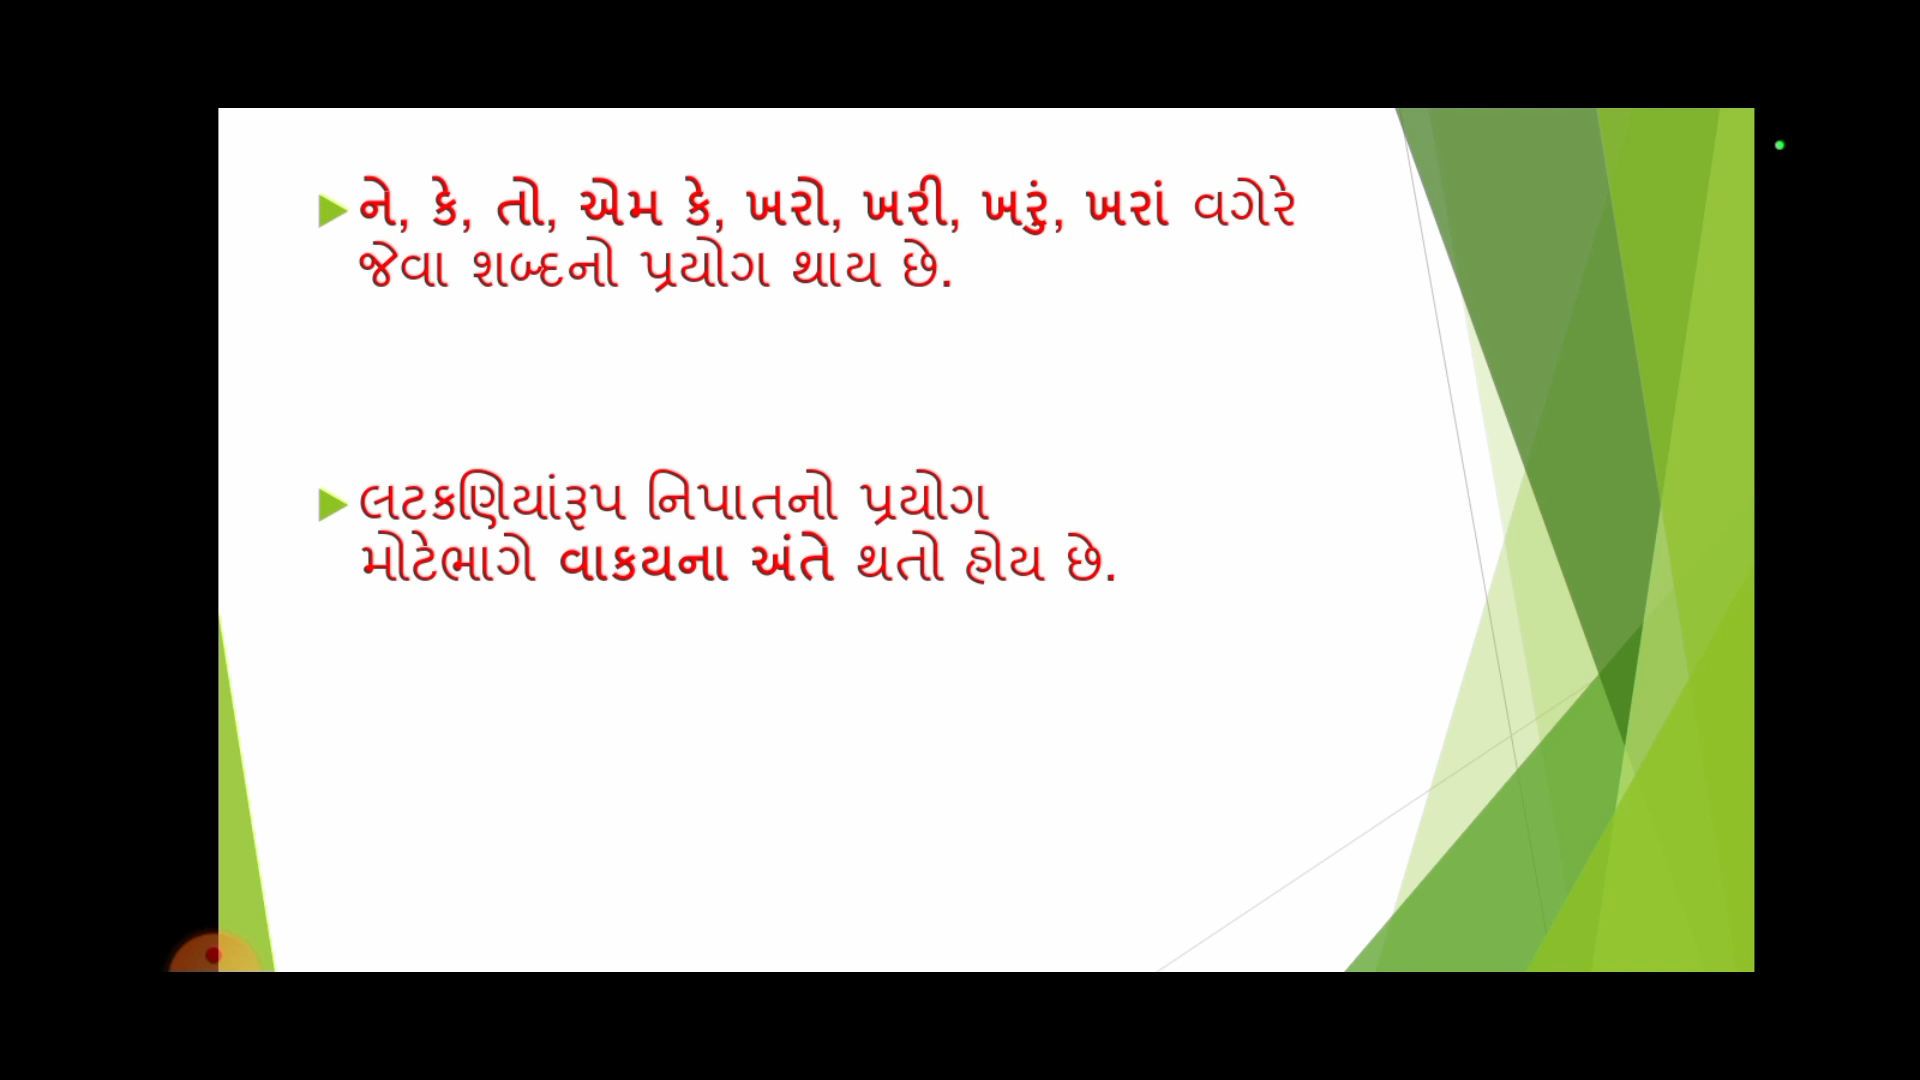 ને, કે, તો, એમ કે, ખરો, ખરી, ખરું, ખરાં વગેરે
જેવા શબ્દનો પ્રયોગ થાય છે.
લટકણિયાંરૂપ નિપાતનો પ્રયોગ
મોટેભાગે વાકયના અંતે થતો હોય છે.